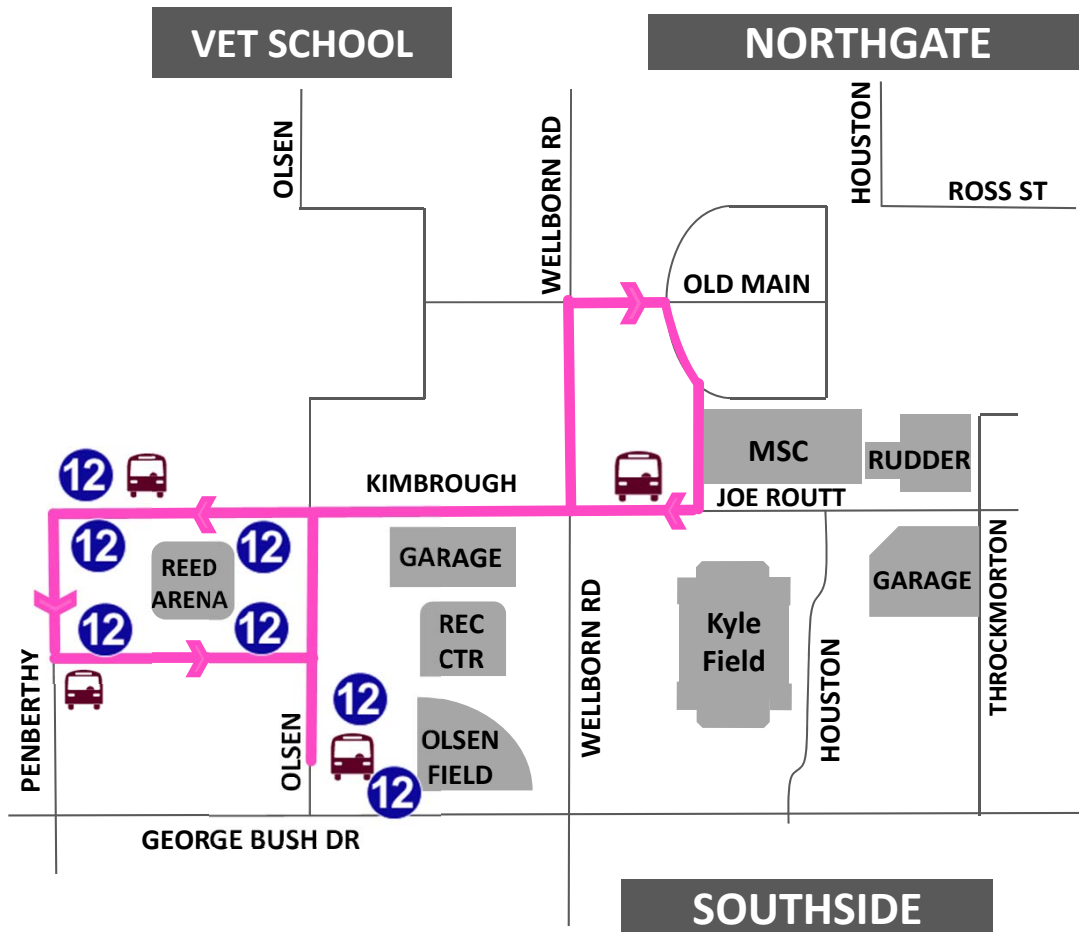 VET SCHOOL
NORTHGATE
OLSEN
WELLBORN RD
HOUSTON
ROSS ST
OLD MAIN
12
KIMBROUGH
MSC
RUDDER
JOE ROUTT
12
12
REED
ARENA
GARAGE
GARAGE
12
12
REC
CTR
WELLBORN RD
Kyle
Field
HOUSTON
THROCKMORTON
PENBERTHY
OLSEN
12
OLSEN
FIELD
12
GEORGE BUSH DR
SOUTHSIDE